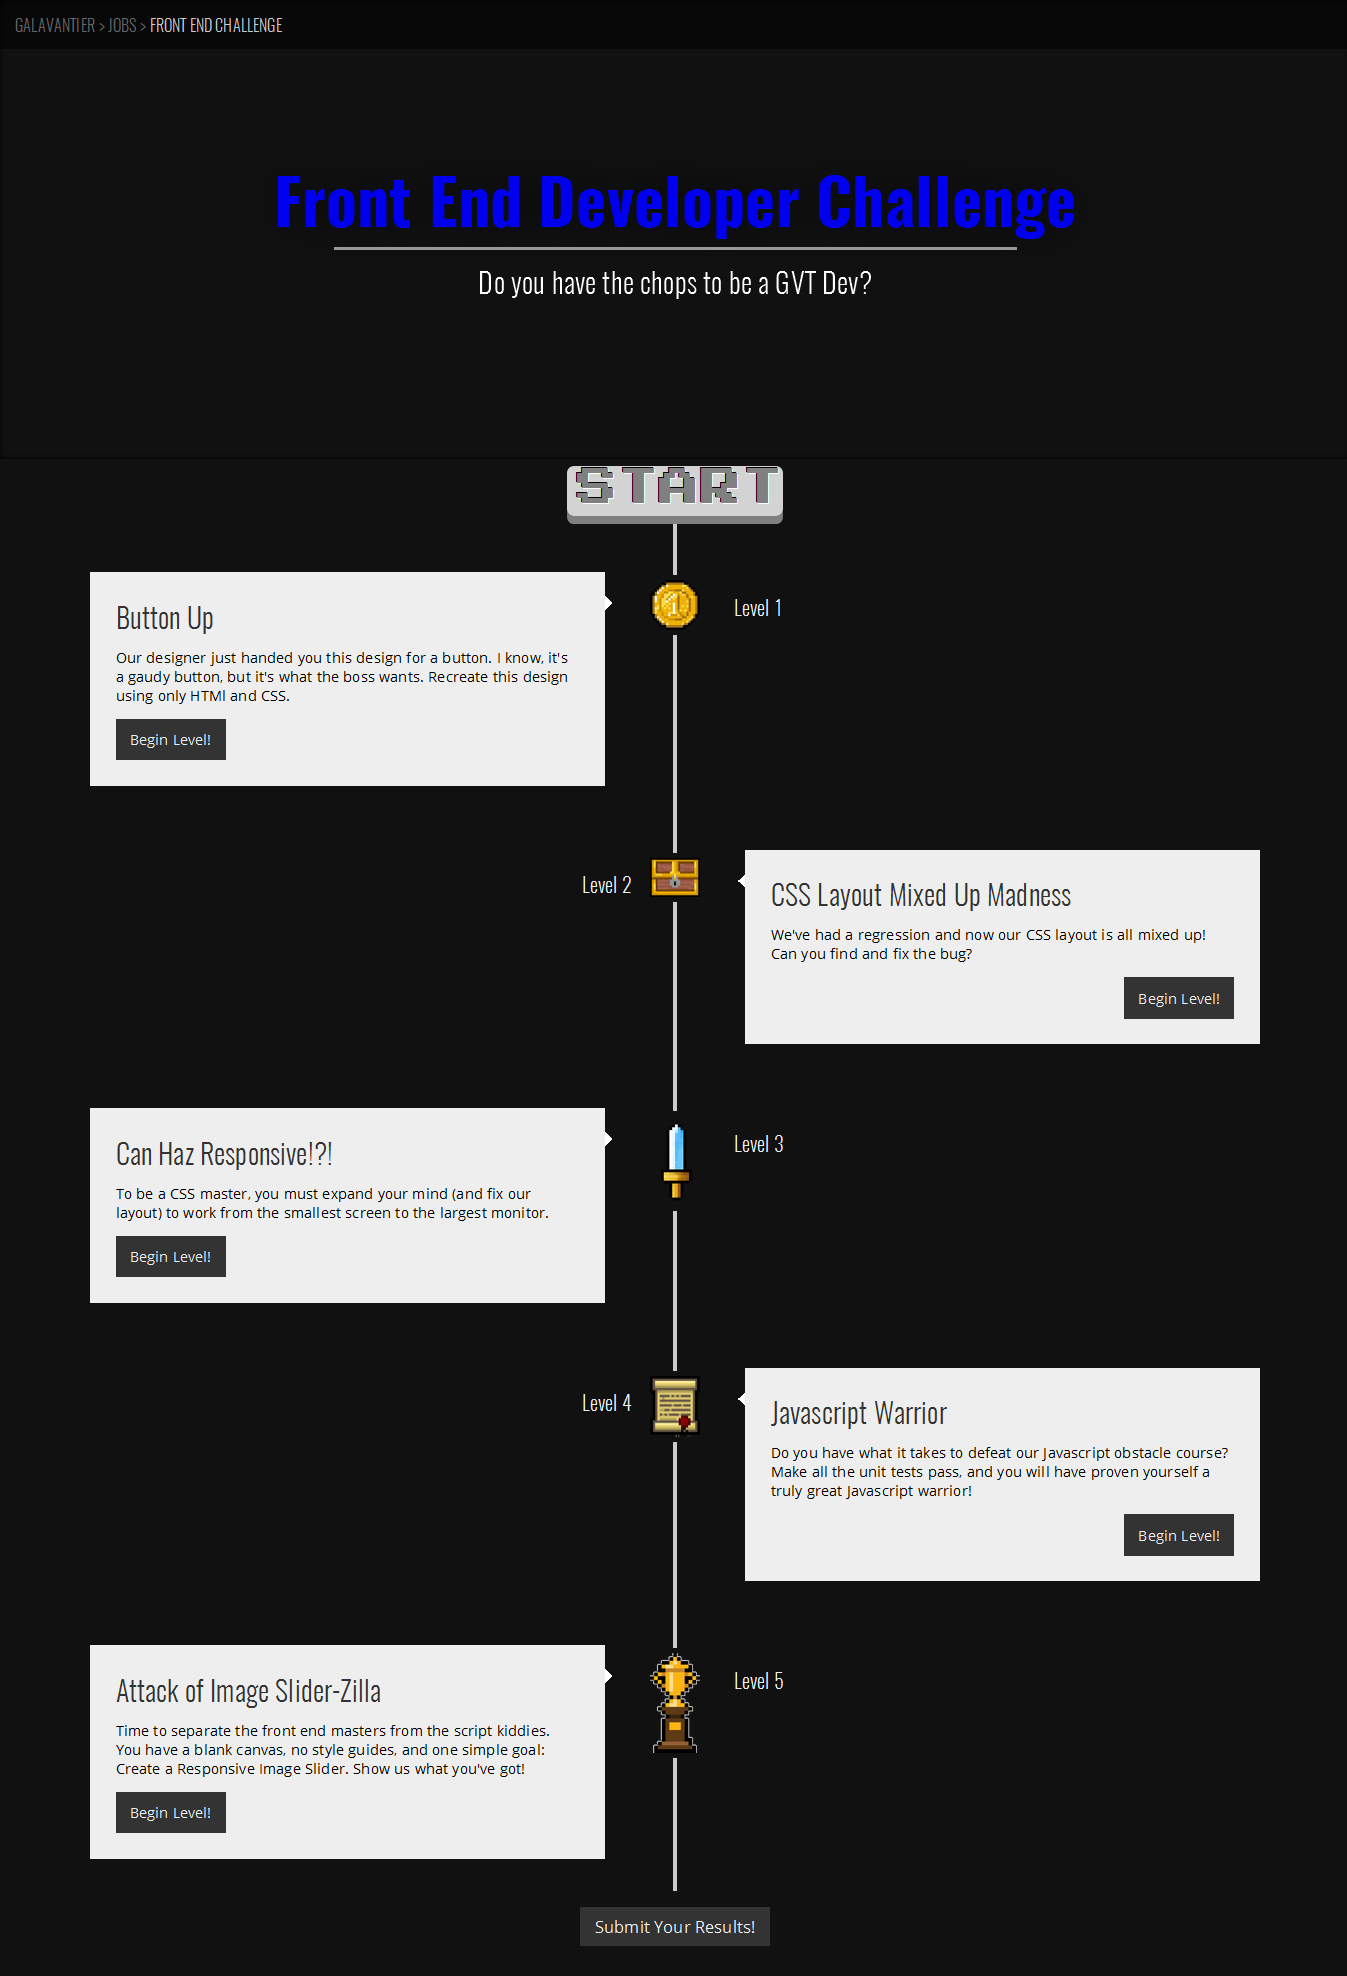 GALAVANTIER > JOBS > FRONT END CHALLENGE
Front End Developer Challenge
Do you have the chops to be a GVT Dev?
START
Button Up
Our designer just handed you this design for a button. I know, it's
a gaudy button, but it's what the boss wants. Recreate this design
using only HTMl and CSS.
Begin Level!
1
Level 1
Level 2
CSS Layout Mixed Up Madness
We've had a regression and now our CSS layout is all mixed up!
Can you find and fix the bug?
Begin Level!
Can Haz Responsive!?!
To be a CSS master, you must expand your mind (and fix our
layout) to work from the smallest screen to the largest monitor.
Begin Level!
Level 3
Level 4
Javascript Warrior
Do you have what it takes to defeat our Javascript obstacle course?
Make all the unit tests pass, and you will have proven yourself a
truly great Javascript warrior!
Begin Level!
Attack of Image Slider-Zilla
Time to separate the front end masters from the script kiddies.
You have a blank canvas, no style guides, and one simple goal:
Create a Responsive Image Slider. Show us what you've got!
Begin Level!
Level 5
Submit Your Results!